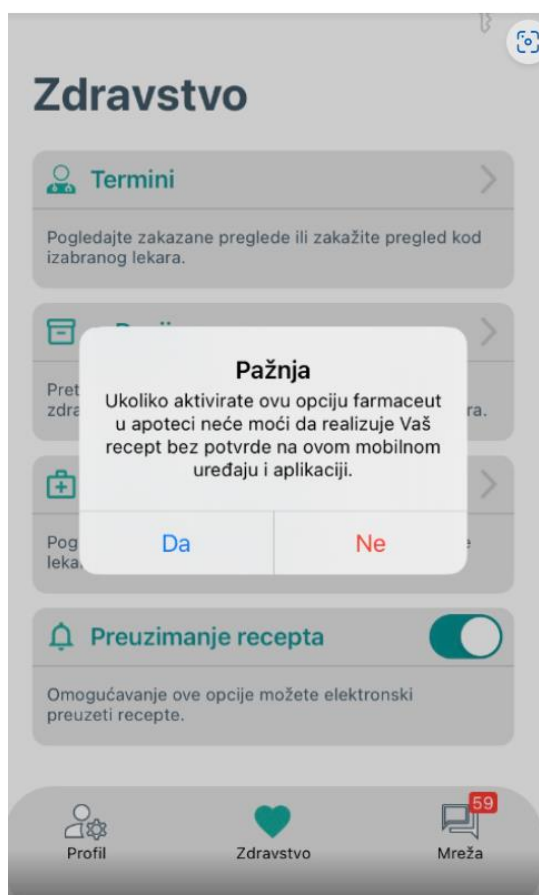 Zdravstvo
Termini
Pogledajte zakazane preglede ili zakažite pregled kod
izabranog lekara.
Pret
zdra
ra.
Pažnja
Ukoliko aktivirate ovu opciju farmaceut
u apoteci neće moći da realizuje Vaš
recept bez potvrde na ovom mobilnom
uređaju i aplikaciji.
Da
Ne
Pog
leka
Preuzimanje recepta
Omogućavanje ove opcije možete elektronski
preuzeti recepte.
59
Profil
Zdravstvo
Mreža